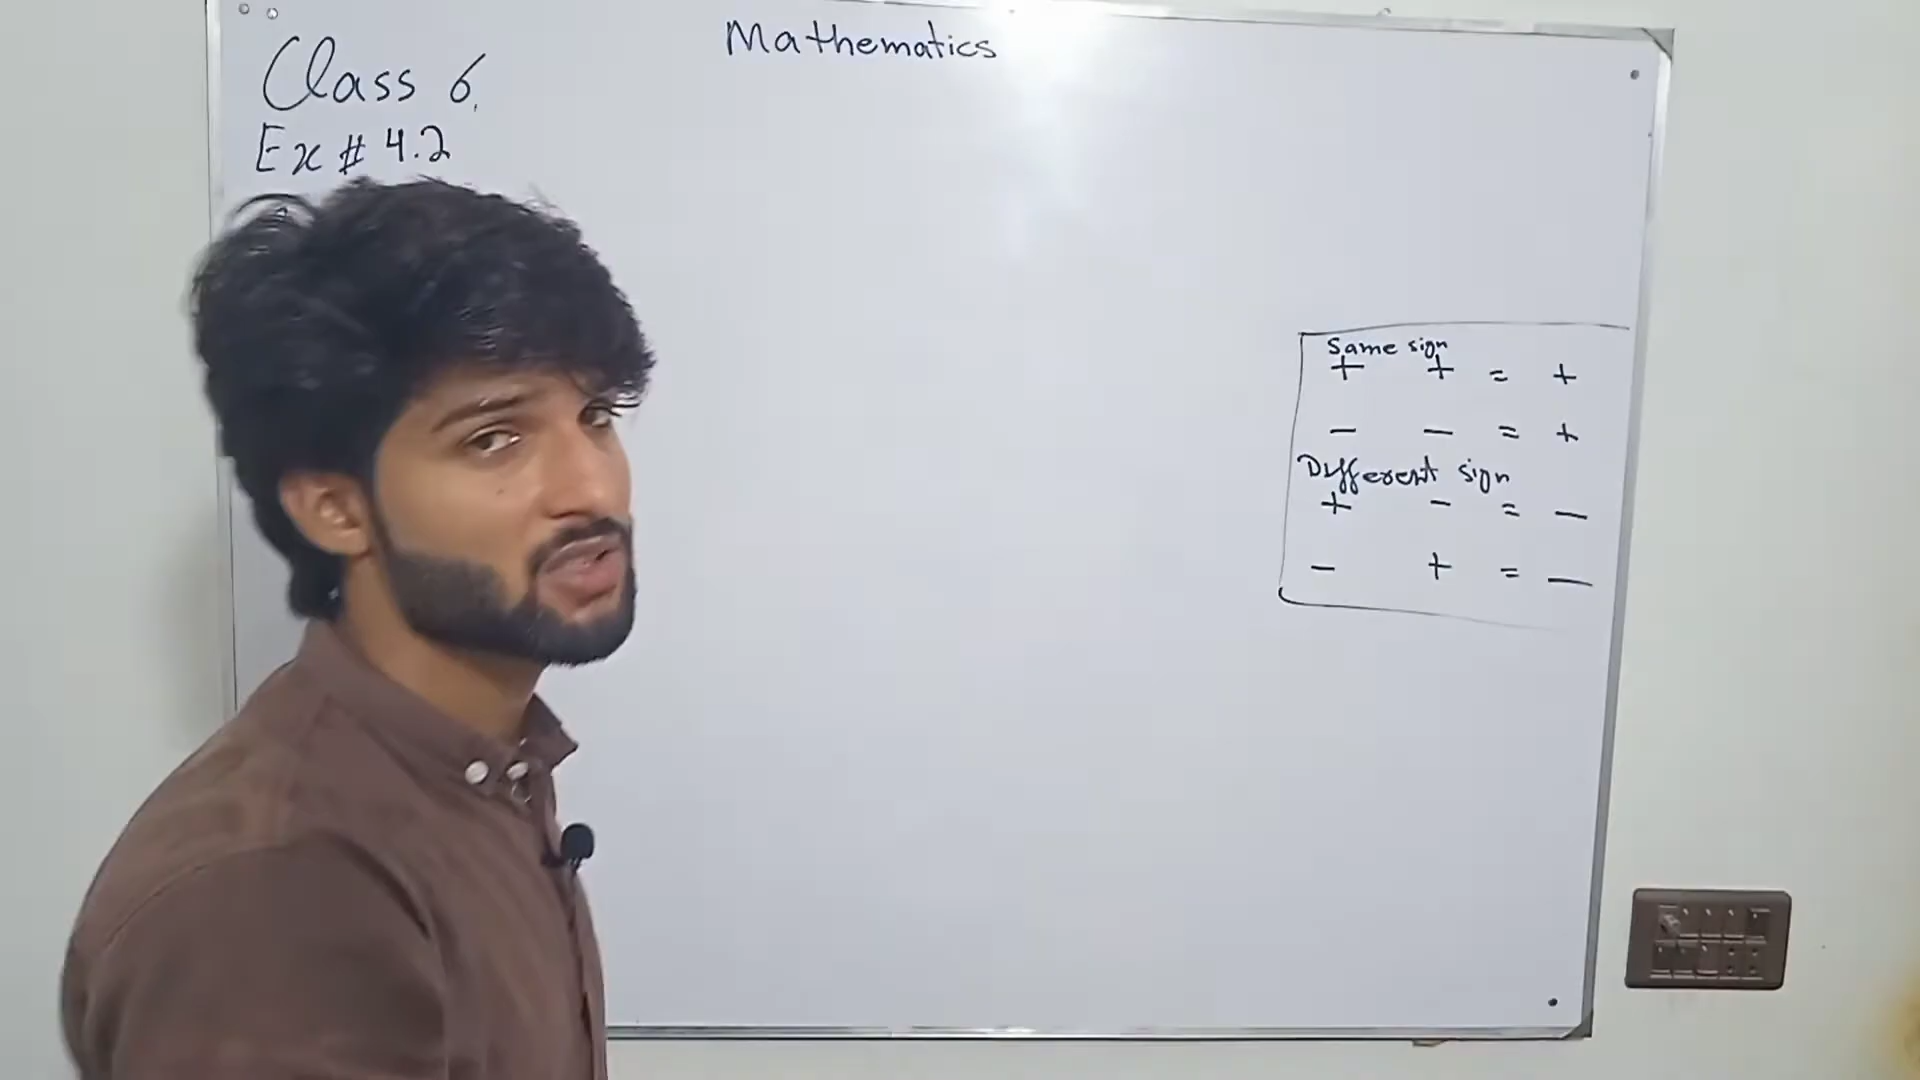 Mathematics
Class 6.
Ex # 4.2
Same sign
+ + = +
- - = +
Different sign
+ - = -
- + = -